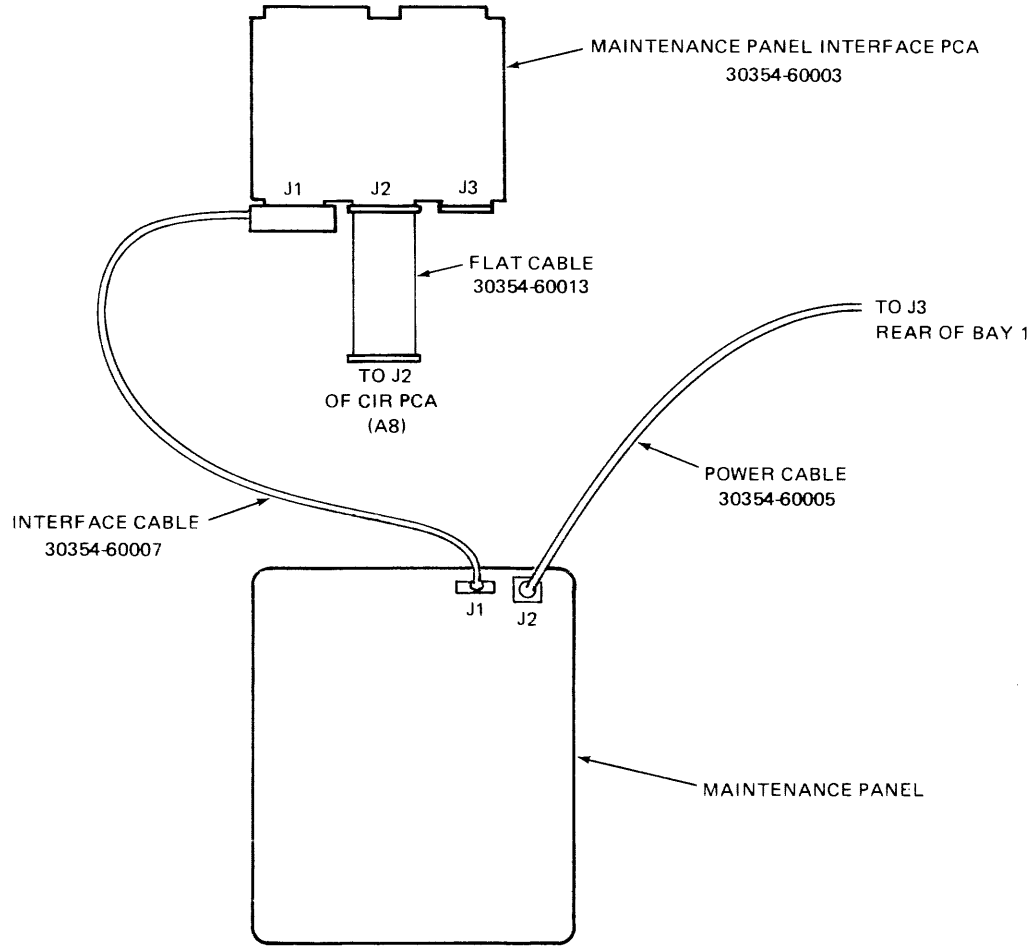 MAINTENANCE PANEL INTERFACE PCA
30354-60003
J1
J2
J3
FLAT CABLE
30354-60013
TO J3
REAR OF BAY 1
TO J2
OF CIR PCA
(A8)
POWER CABLE
30354-60005
INTERFACE CABLE
30354-60007
J1
J2
MAINTENANCE PANEL